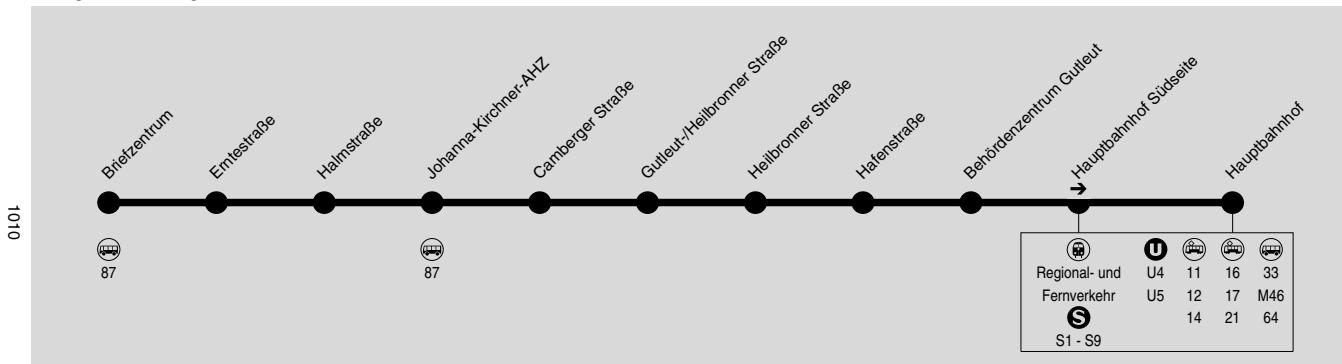 Briefzentrum
Erntestraße
Halmstraße
Johanna-Kirchner-AHZ
Camberger Straße
Gutleut-/Heilbronner Straße
Heilbronner Straße
Hafenstraße
Behördenzentrum Gutleut
Hauptbahnhof Südseite
Hauptbahnhof
1010
87
87
U
Regional- und U4 11 16 33
Fernverkehr U5 12 17 M46
S 14 21 64
S1 - S9